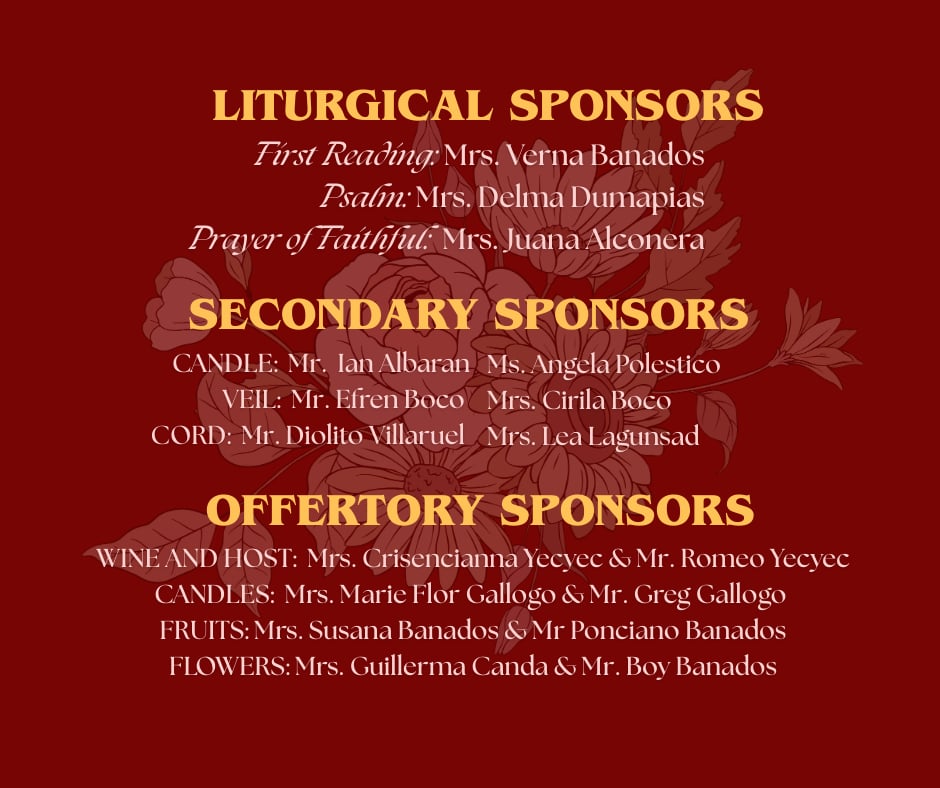 LITURGICAL SPONSORS
First Reading: Mrs. Verna Banados
Psalm: Mrs. Delma Dumapias
Prayer of Faithful: Mrs. Juana Alconera
SECONDARY SPONSORS
CANDLE: Mr. Ian Albaran Ms. Angela Polestico
VEIL: Mr. Efren Boco Mrs. Cirila Boco
CORD: Mr. Diolito Villaruel Mrs. Lea Lagunsad
OFFERTORY SPONSORS
WINE AND HOST: Mrs. Crisencianna Yecyec & Mr. Romeo Yecyec
CANDLES: Mrs. Marie Flor Gallogo & Mr. Greg Gallogo
FRUITS: Mrs. Susana Banados & Mr Ponciano Banados
FLOWERS: Mrs. Guillerma Canda & Mr. Boy Banados